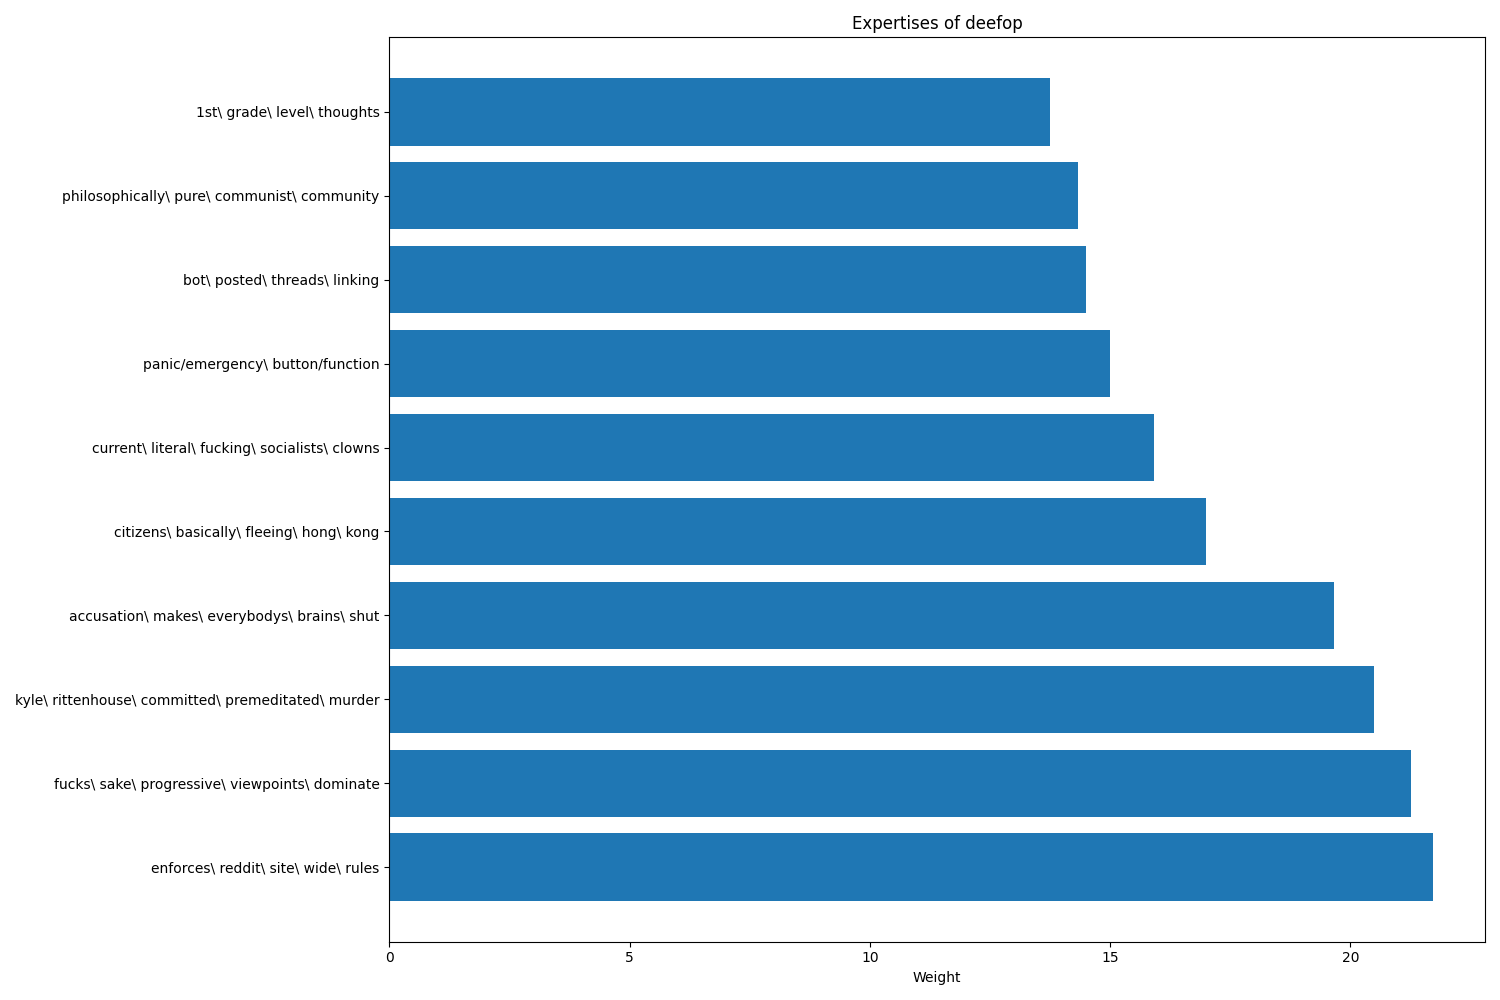 Expertises of deefop
1st\ grade\ level\ thoughts
philosophically\ pure\ communist\ community
bot\ posted\ threads\ linking
panic/emergency\ button/function
current\ literal\ fucking\ socialists\ clowns
citizens\ basically\ fleeing\ hong\ kong
accusation\ makes\ everybodys\ brains\ shut
kyle\ rittenhouse\ committed\ premeditated\ murder
fucks\ sake\ progressive\ viewpoints\ dominate
enforces\ reddit\ site\ wide\ rules
0 5 10 15 20
Weight